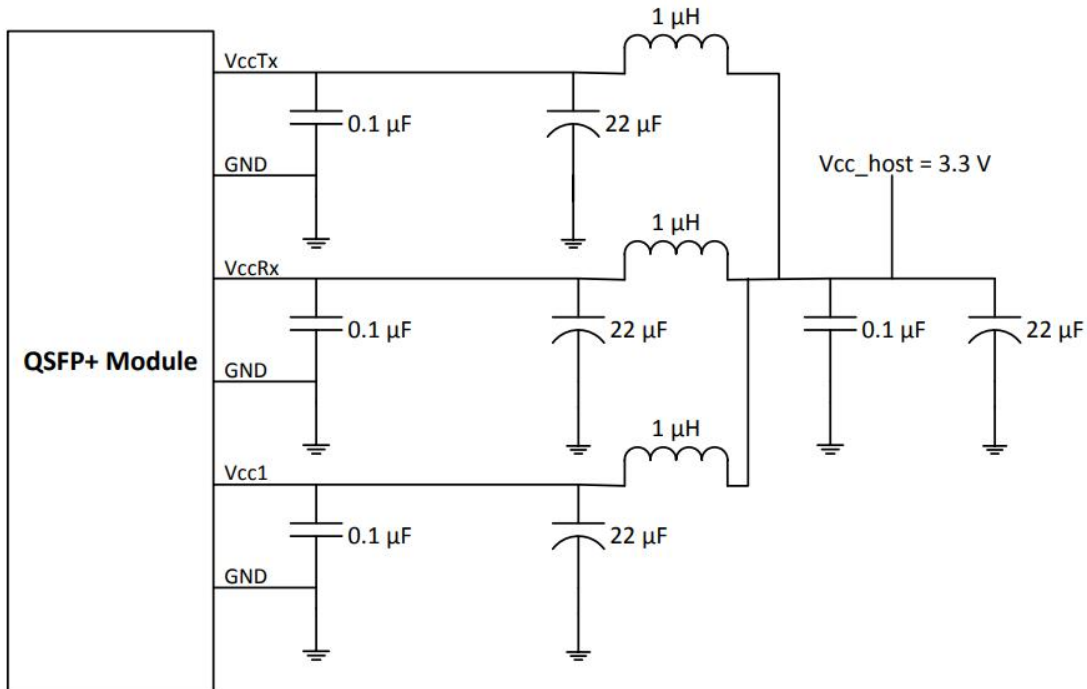 1 µH
VccTx
0.1 µF
22 µF
GND
Vcc_host = 3.3 V
1 µH
VccRx
0.1 µF
22 µF
0.1 µF
22 µF
QSFP+ Module
GND
1 µH
Vcc1
0.1 µF
22 µF
GND